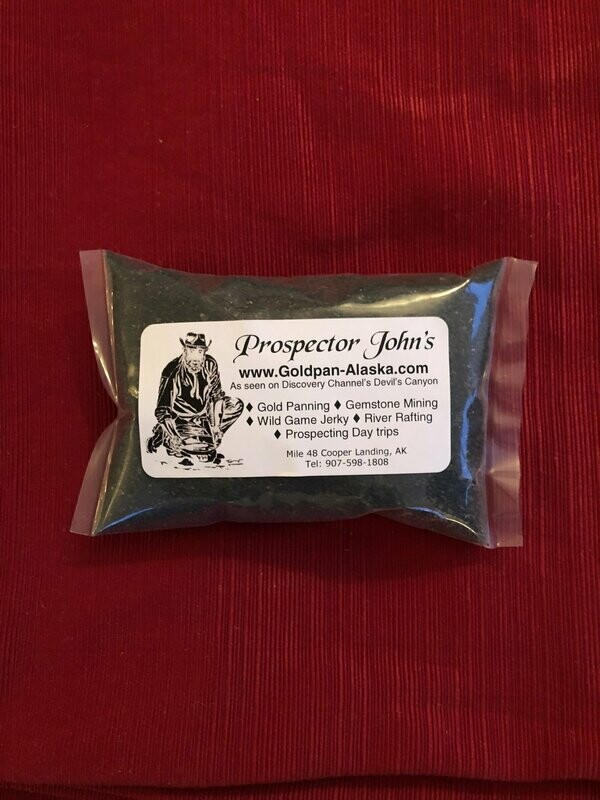 Prospector John's
www.Goldpan-Alaska.com
As seen on Discovery Channel's Devil's Canyon
♦ Gold Panning ♦ Gemstone Mining
♦ Wild Game Jerky ♦ River Rafting
♦ Prospecting Day trips
Mile 48 Cooper Landing, AK
Tel: 907-598-1808